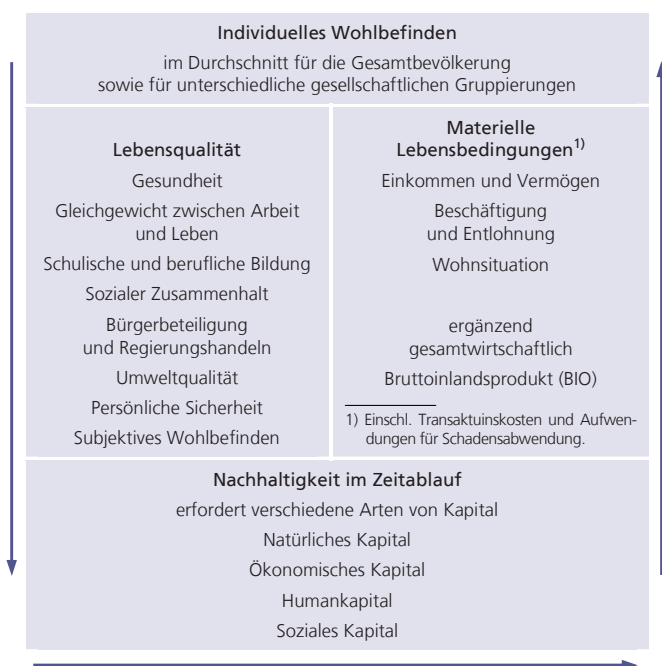 Individuelles Wohlbefinden
im Durchschnitt für die Gesamtbevölkerung
sowie für unterschiedliche gesellschaftlichen Gruppierungen
Lebensqualität
Gesundheit
Gleichgewicht zwischen Arbeit
und Leben
Schulische und berufliche Bildung
Sozialer Zusammenhalt
Bürgerbeteiligung
und Regierungshandeln
Umweltqualität
Persönliche Sicherheit
Subjektives Wohlbefinden
Materielle
Lebensbedingungen1)
Einkommen und Vermögen
Beschäftigung
und Entlohnung
Wohnsituation
ergänzend
gesamtwirtschaftlich
Bruttoinlandsprodukt (BIO)
1) Einschl. Transaktuinskosten und Aufwen-
dungen für Schadensabwendung.
Nachhaltigkeit im Zeitablauf
erfordert verschiedene Arten von Kapital
Natürliches Kapital
Ökonomisches Kapital
Humankapital
Soziales Kapital